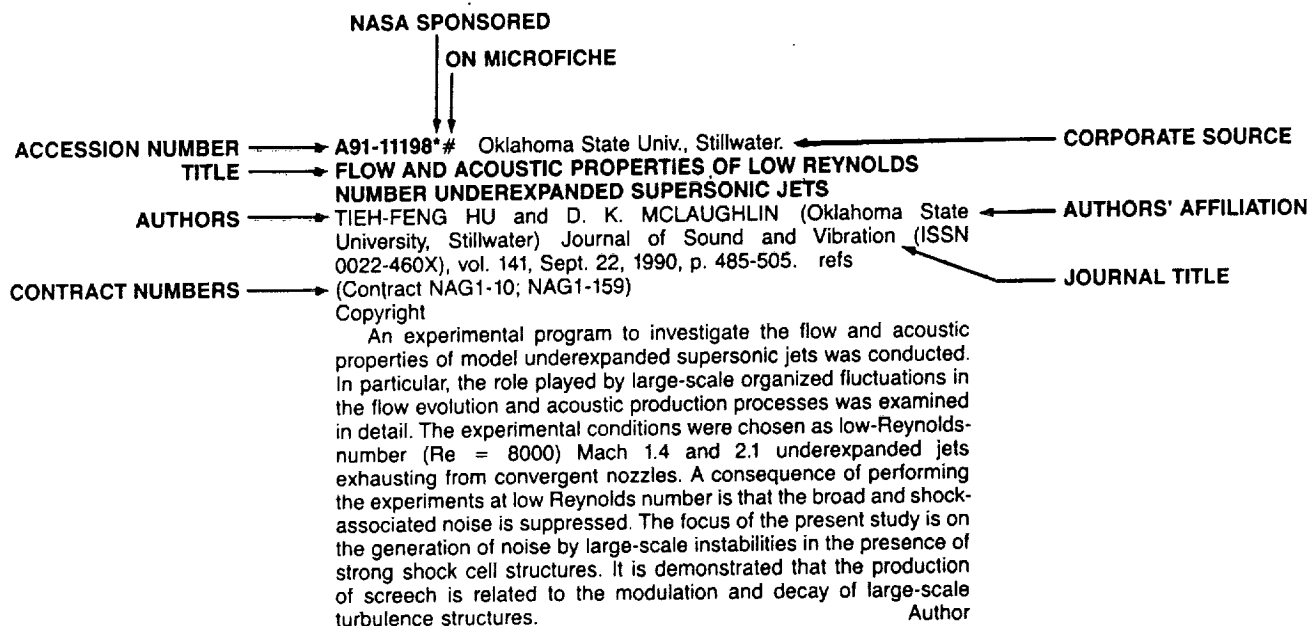 NASA SPONSORED
ON MICROFICHE
ACCESSION NUMBER A91-11198*# Oklahoma State Univ., Stillwater. CORPORATE SOURCE
TITLE FLOW AND ACOUSTIC PROPERTIES OF LOW REYNOLDS
NUMBER UNDEREXPANDED SUPERSONIC JETS
AUTHORS TIEH-FENG HU and D. K. MCLAUGHLIN (Oklahoma State AUTHORS' AFFILIATION
University, Stillwater) Journal of Sound and Vibration (ISSN
0022-460X), vol. 141, Sept. 22, 1990, p. 485-505. refs
JOURNAL TITLE
CONTRACT NUMBERS (Contract NAG1-10; NAG1-159)
Copyright
An experimental program to investigate the flow and acoustic
properties of model underexpanded supersonic jets was conducted.
In particular, the role played by large-scale organized fluctuations in
the flow evolution and acoustic production processes was examined
in detail. The experimental conditions were chosen as low-Reynolds-
number (Re = 8000) Mach 1.4 and 2.1 underexpanded jets
exhausting from convergent nozzles. A consequence of performing
the experiments at low Reynolds number is that the broad and shock-
associated noise is suppressed. The focus of the present study is on
the generation of noise by large-scale instabilities in the presence of
strong shock cell structures. It is demonstrated that the production
of screech is related to the modulation and decay of large-scale
turbulence structures. Author